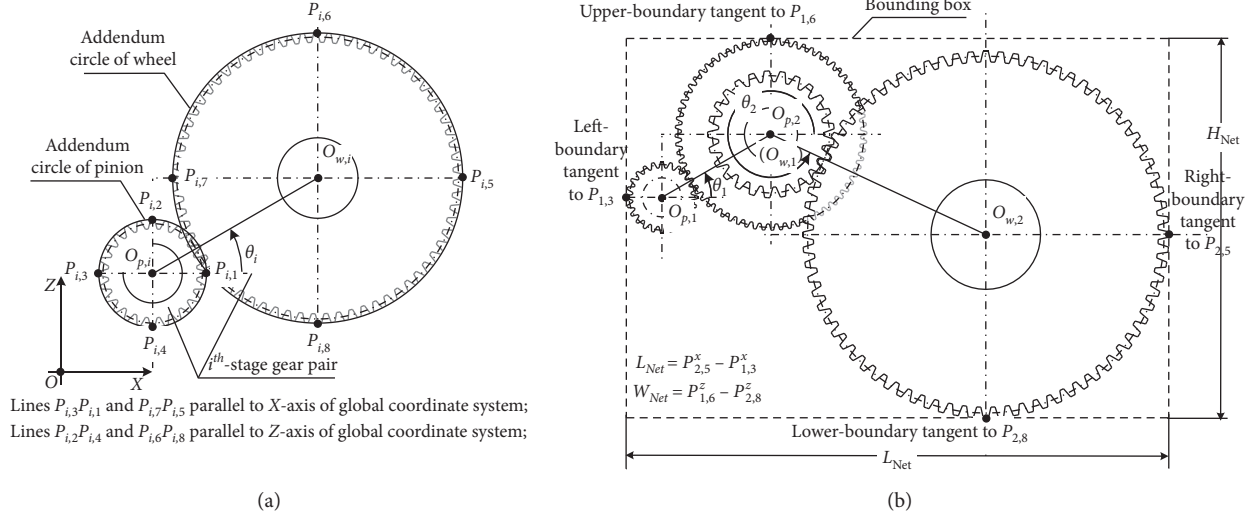 P_{i,6}
Addendum
circle of wheel
O_{w,i}
Addendum
circle of pinion
P_{i,7}
P_{i,5}
P_{i,2}
O_{p,i}
θ_i
P_{i,3}
P_{i,1}
Z
P_{i,4}
P_{i,8}
i^{th}-stage gear pair
O
X
Lines P_{i,3}P_{i,1} and P_{i,7}P_{i,5} parallel to X-axis of global coordinate system;
Lines P_{i,2}P_{i,4} and P_{i,6}P_{i,8} parallel to Z-axis of global coordinate system;
(a)
Upper-boundary tangent to P_{1,6}
Bounding box
θ_2
O_{p,2}
(O_{w,1})
Left-
boundary
tangent
to P_{1,3}
θ_1
O_{p,1}
H_{Net}
Right-
boundary
tangent
to P_{2,5}
O_{w,2}
L_{Net} = P^x_{2,5} – P^x_{1,3}
W_{Net} = P^z_{1,6} – P^z_{2,8}
Lower-boundary tangent to P_{2,8}
L_{Net}
(b)